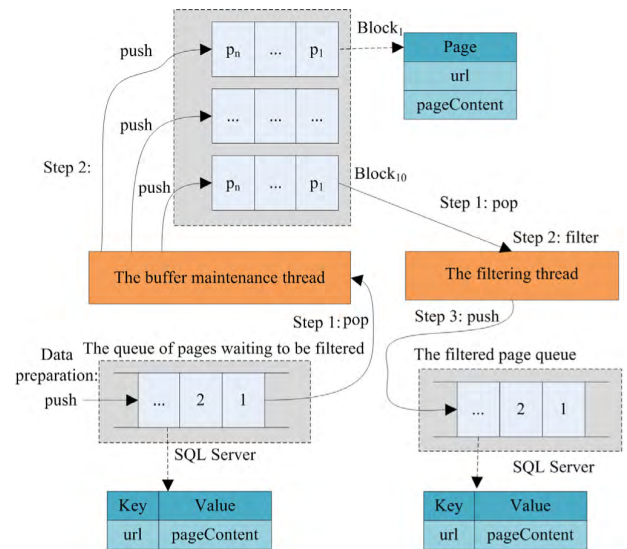 Block1
push
pn ... p1
Page
url
pageContent
push
... ... ...
Step 2:
push
pn ... p1
Block10
Step 1: pop
Step 2: filter
The buffer maintenance thread
The filtering thread
Step 1: pop
Step 3: push
Data
preparation:
push
The queue of pages waiting to be filtered
... 2 1
The filtered page queue
... 2 1
SQL Server
SQL Server
Key Value
url pageContent
Key Value
url pageContent